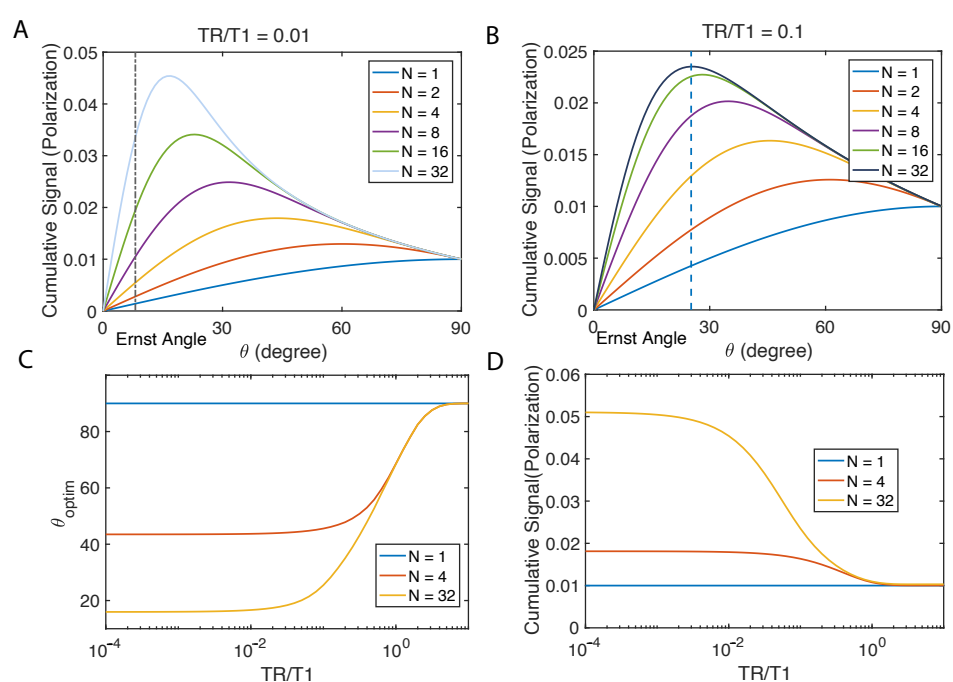 A
TR/T1 = 0.01
Cumulative Signal (Polarization)
0.05
0.04
0.03
0.02
0.01
0
N = 1
N = 2
N = 4
N = 8
N = 16
N = 32
0
30
60
90
Ernst Angle
θ (degree)
B
TR/T1 = 0.1
Cumulative Signal (Polarization)
0.025
0.02
0.015
0.01
0.005
0
N = 1
N = 2
N = 4
N = 8
N = 16
N = 32
0
30
60
90
Ernst Angle
θ (degree)
C
θoptim
80
60
40
20
N = 1
N = 4
N = 32
10⁻⁴
10⁻²
10⁰
TR/T1
D
Cumulative Signal(Polarization)
0.06
0.05
0.04
0.03
0.02
0.01
0
N = 1
N = 4
N = 32
10⁻⁴
10⁻²
10⁰
TR/T1